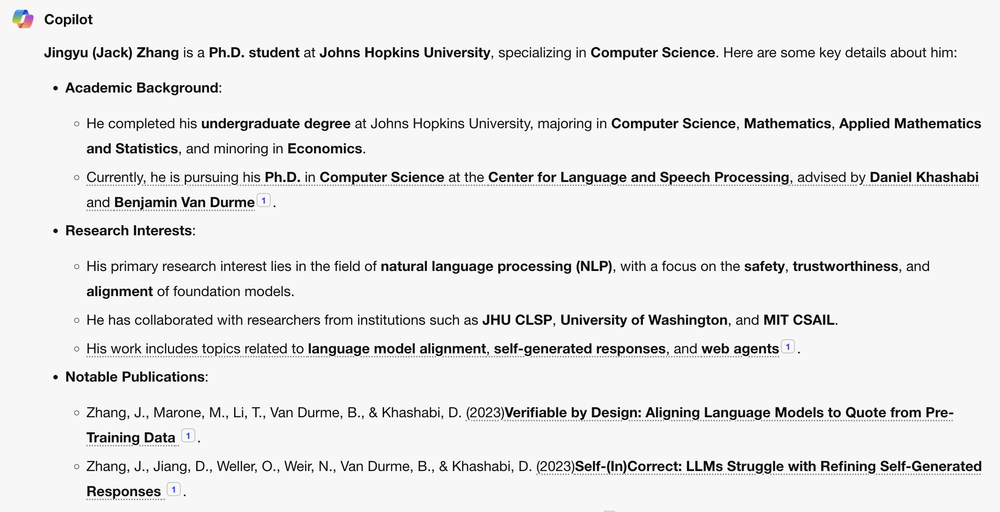 Copilot
Jingyu (Jack) Zhang is a Ph.D. student at Johns Hopkins University, specializing in Computer Science. Here are some key details about him:
• Academic Background:
◦ He completed his undergraduate degree at Johns Hopkins University, majoring in Computer Science, Mathematics, Applied Mathematics
and Statistics, and minoring in Economics.
◦ Currently, he is pursuing his Ph.D. in Computer Science at the Center for Language and Speech Processing, advised by Daniel Khashabi
and Benjamin Van Durme 1 .
• Research Interests:
◦ His primary research interest lies in the field of natural language processing (NLP), with a focus on the safety, trustworthiness, and
alignment of foundation models.
◦ He has collaborated with researchers from institutions such as JHU CLSP, University of Washington, and MIT CSAIL.
◦ His work includes topics related to language model alignment, self-generated responses, and web agents 1 .
• Notable Publications:
◦ Zhang, J., Marone, M., Li, T., Van Durme, B., & Khashabi, D. (2023)Verifiable by Design: Aligning Language Models to Quote from Pre-
Training Data 1 .
◦ Zhang, J., Jiang, D., Weller, O., Weir, N., Van Durme, B., & Khashabi, D. (2023)Self-(In)Correct: LLMs Struggle with Refining Self-Generated
Responses 1 .